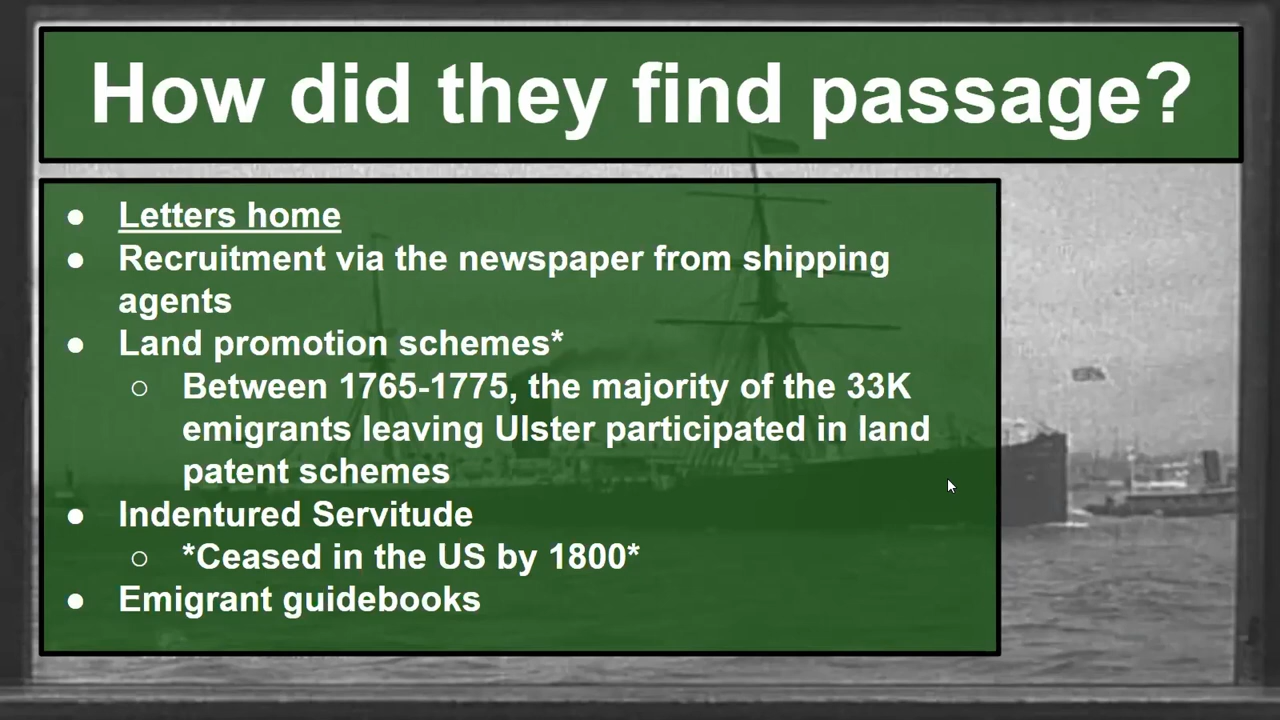 How did they find passage?
● Letters home
● Recruitment via the newspaper from shipping
agents
● Land promotion schemes*
○ Between 1765-1775, the majority of the 33K
emigrants leaving Ulster participated in land
patent schemes
● Indentured Servitude
○ *Ceased in the US by 1800*
● Emigrant guidebooks